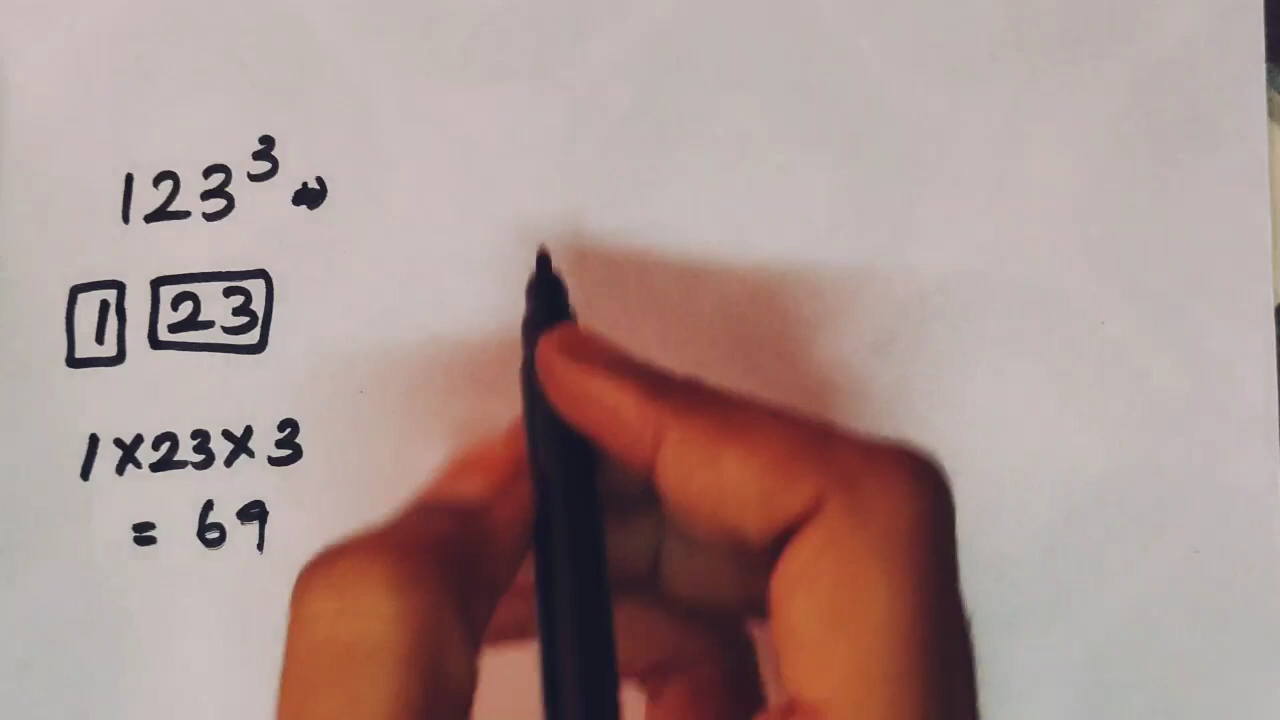 123³ →
1 23
1×23×3
= 69